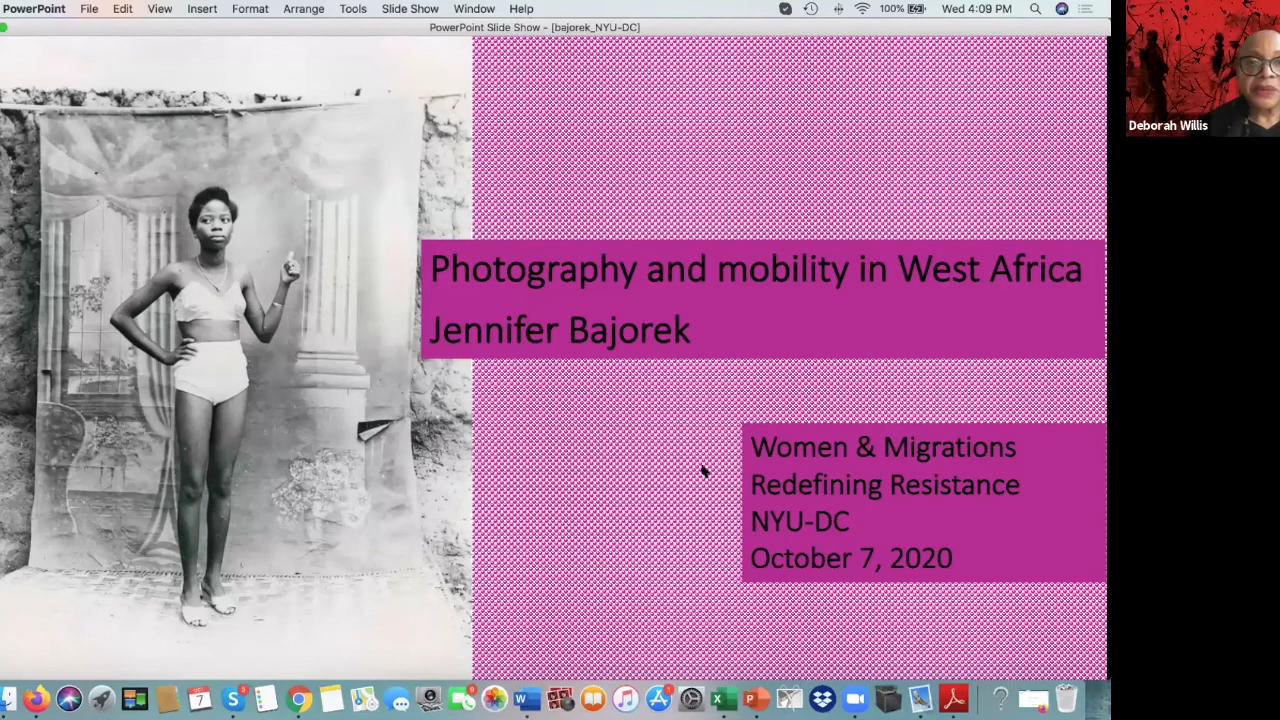 PowerPoint File Edit View Insert Format Arrange Tools Slide Show Window Help 100% Wed 4:09 PM
PowerPoint Slide Show - [bajorek_NYU-DC]
Deborah Willis
Photography and mobility in West Africa
Jennifer Bajorek
Women & Migrations
Redefining Resistance
NYU-DC
October 7, 2020
7